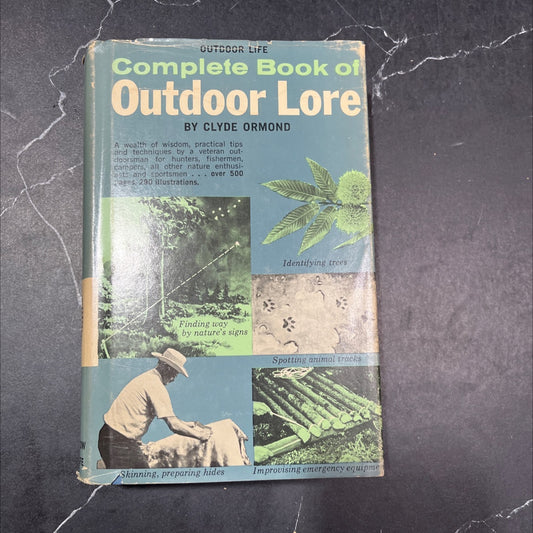 OUTDOOR LIFE
Complete Book of
Outdoor Lore
BY CLYDE ORMOND
A wealth of wisdom, practical tips
and techniques by a veteran out-
doorsman for hunters, fishermen,
campers, all other nature enthusi-
asts and sportsmen . . . over 500
pages, 290 illustrations.
Identifying trees
Finding way
by nature's signs
Spotting animal tracks
Skinning, preparing hides
Improvising emergency equipme